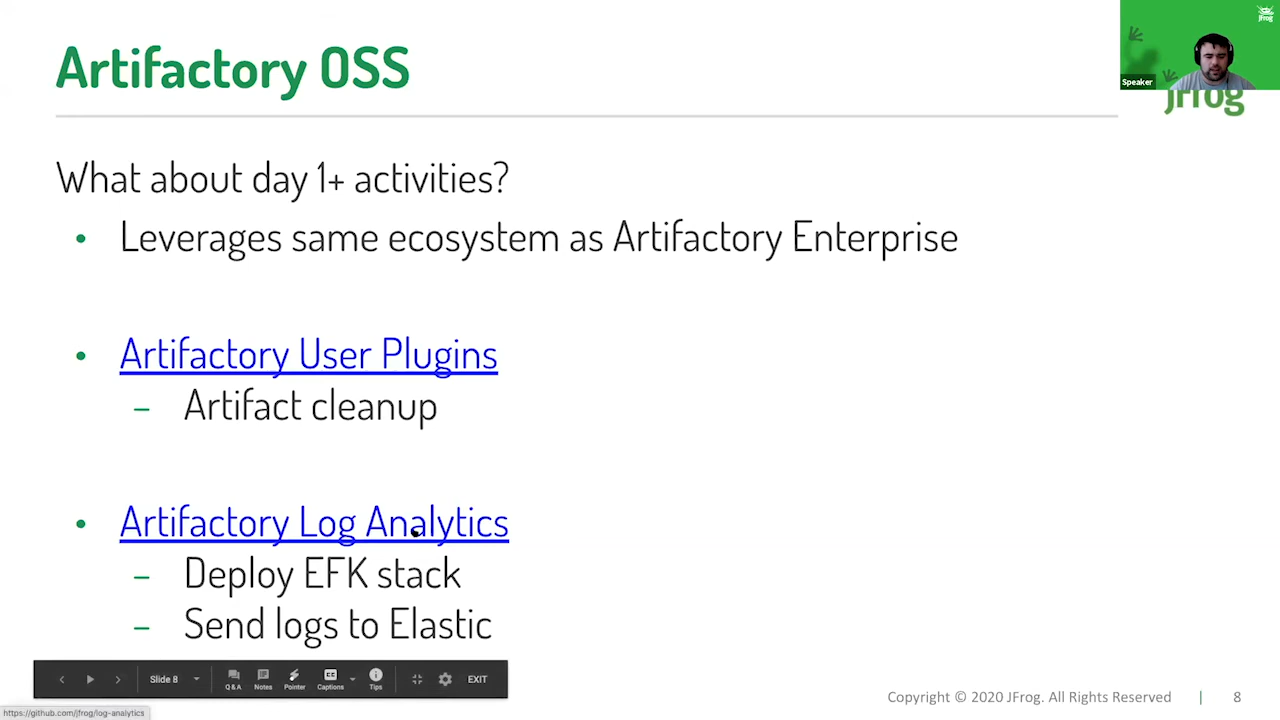 Artifactory OSS
JFrog
Speaker
JFrog
What about day 1+ activities?
• Leverages same ecosystem as Artifactory Enterprise
• Artifactory User Plugins
– Artifact cleanup
• Artifactory Log Analytics
– Deploy EFK stack
– Send logs to Elastic
Slide 8
Q & A
Notes
Pointer
CC
Captions
Tips
EXIT
https://github.com/jfrog/log-analytics
Copyright © 2020 JFrog. All Rights Reserved | 8